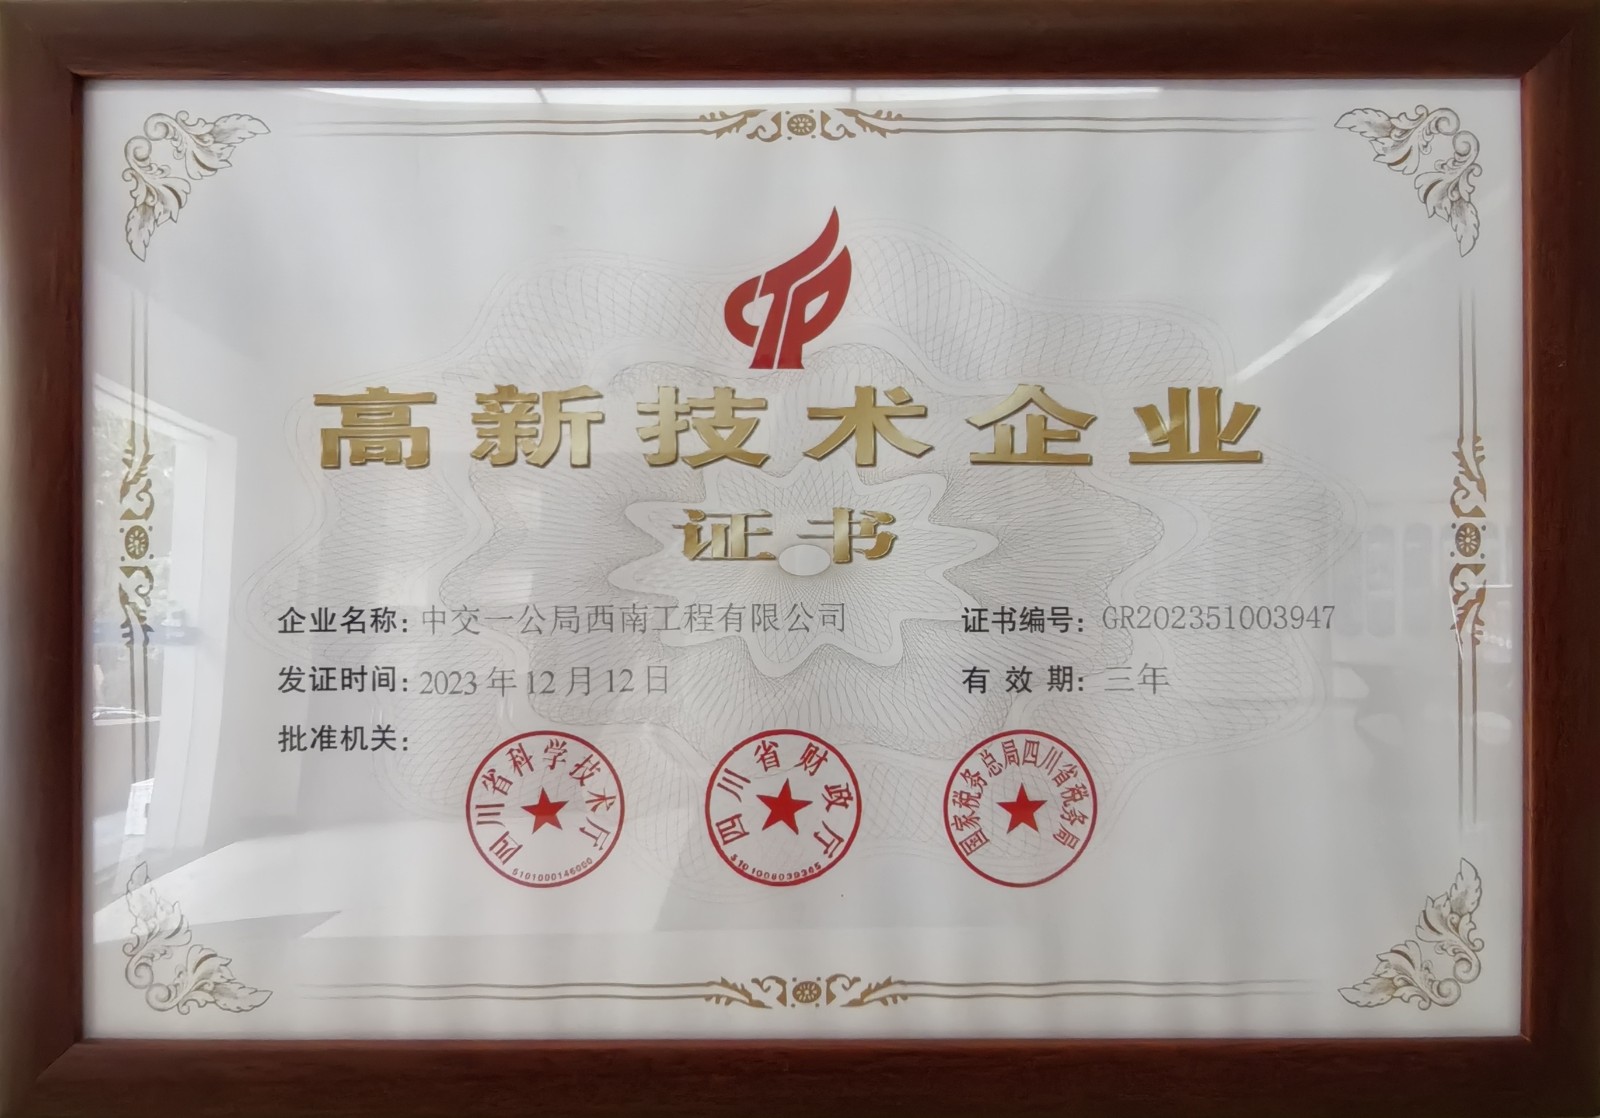 CTP
高新技术企业
证书
企业名称: 中交一公局西南工程有限公司
证书编号: GR202351003947
发证时间: 2023年12月12日
有效期: 三年
批准机关:
四川省科学技术厅
5101000146000
四川省财政厅
5101008039365
国家税务总局四川省税务局